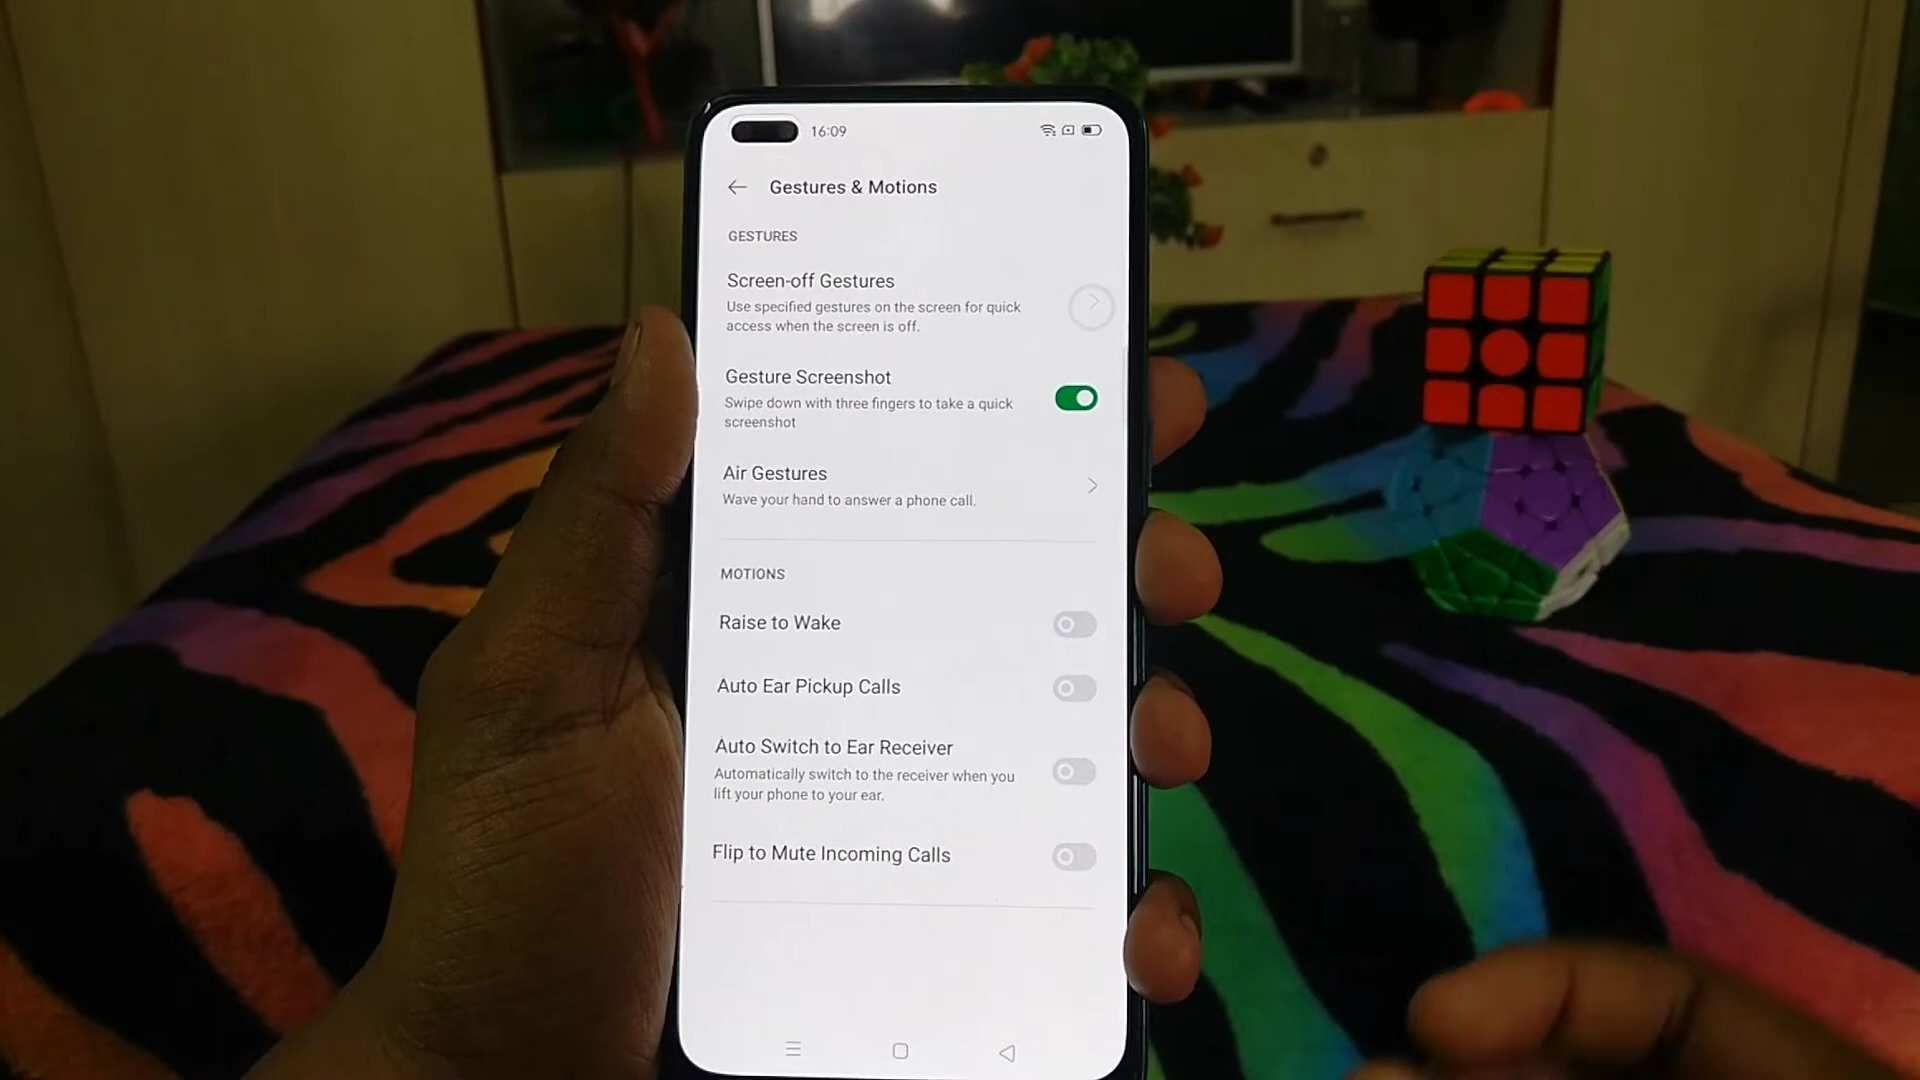 16:09
Gestures & Motions
GESTURES
Screen-off Gestures
Use specified gestures on the screen for quick
access when the screen is off.
Gesture Screenshot
Swipe down with three fingers to take a quick
screenshot
Air Gestures
Wave your hand to answer a phone call.
MOTIONS
Raise to Wake
Auto Ear Pickup Calls
Auto Switch to Ear Receiver
Automatically switch to the receiver when you
lift your phone to your ear.
Flip to Mute Incoming Calls